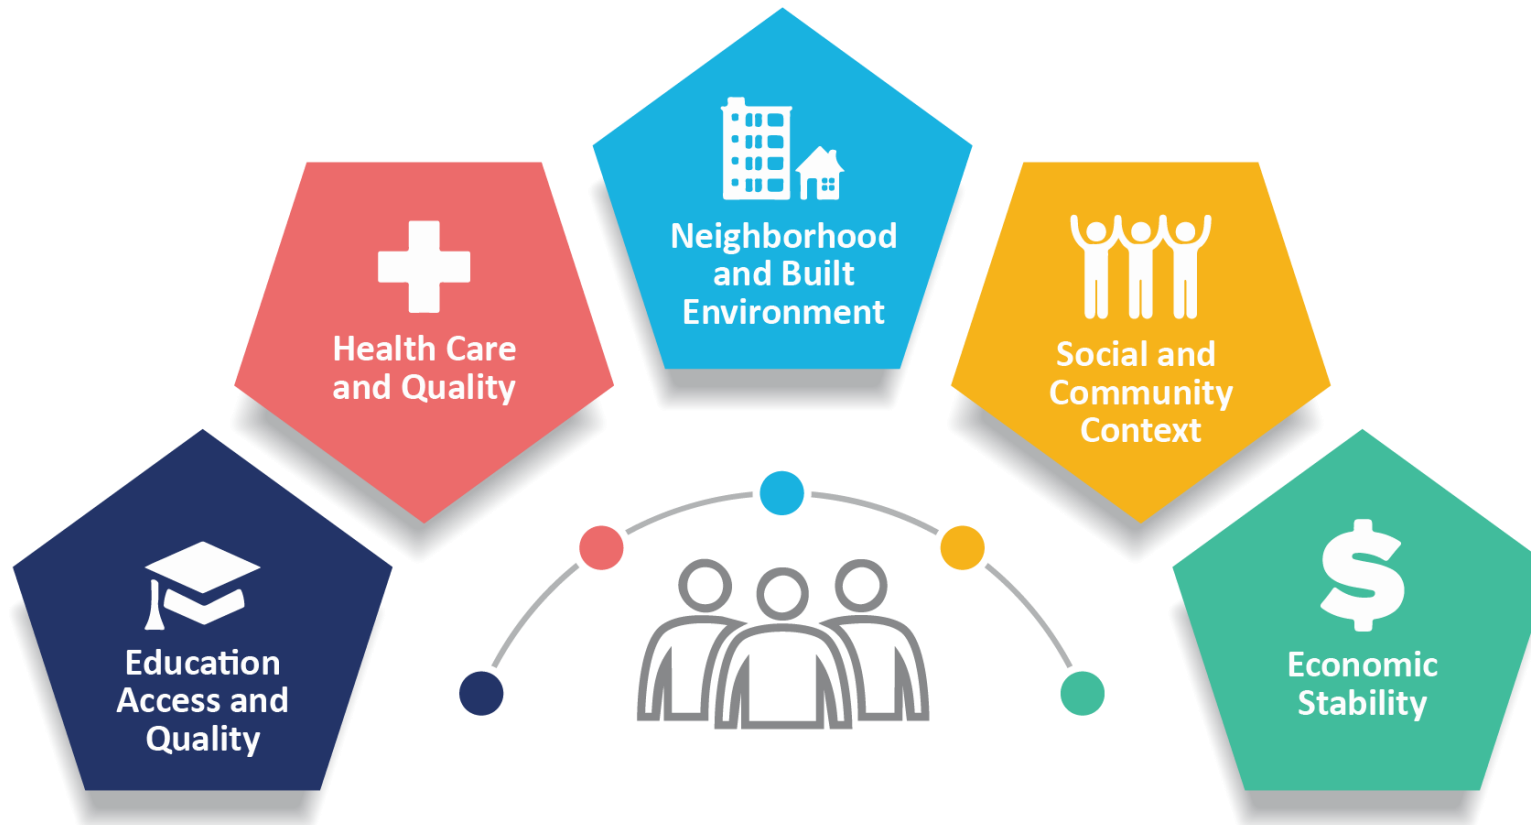 Neighborhood
and Built
Environment
Health Care
and Quality
Social and
Community
Context
Education
Access and
Quality
Economic
Stability